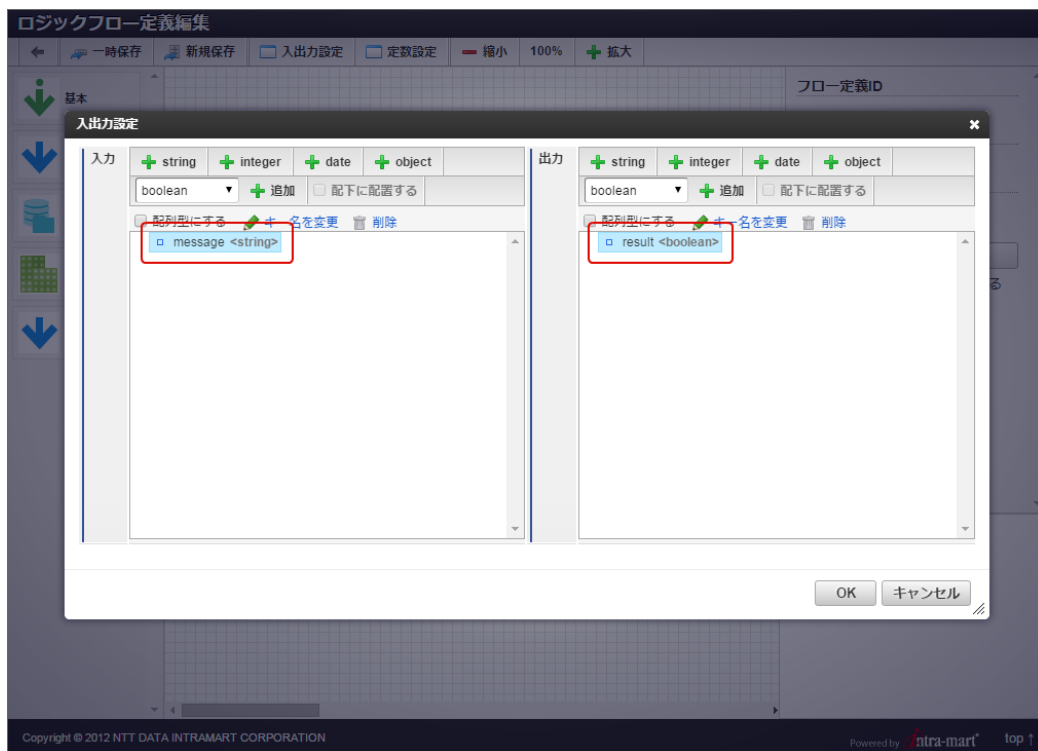 ロジックフロー定義編集
一時保存 新規保存 入出力設定 定数設定 縮小 100% 拡大
基本
フロー定義ID
入出力設定
入力
string integer date object
boolean 追加 配下に配置する
配列型にする キー名を変更 削除
message <string>
出力
string integer date object
boolean 追加 配下に配置する
配列型にする キー名を変更 削除
result <boolean>
る
OK キャンセル
Copyright © 2012 NTT DATA INTRAMART CORPORATION
Powered by intra-mart top ↑